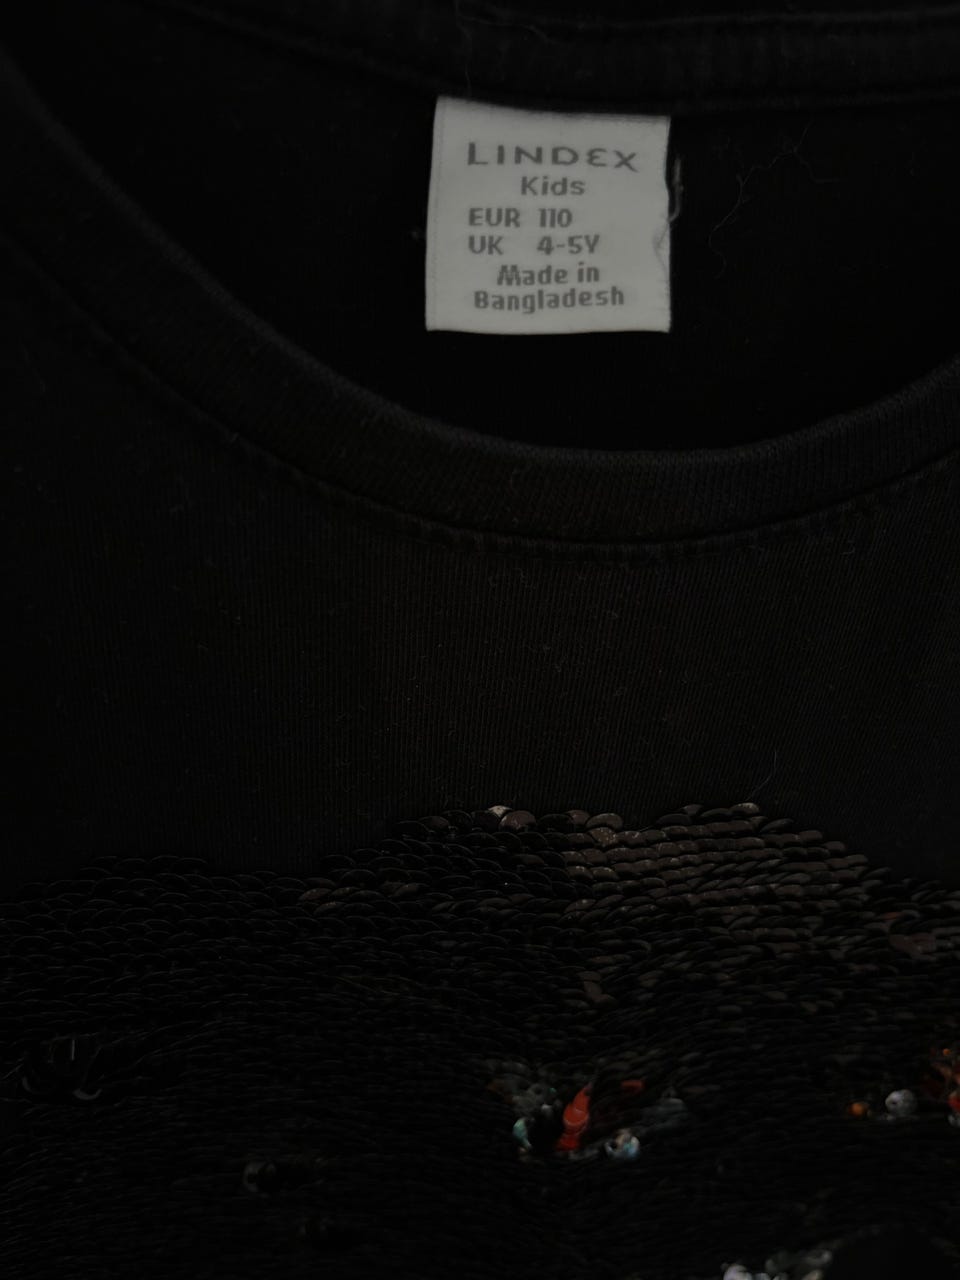 LINDEX
Kids
EUR 110
UK 4-5Y
Made in
Bangladesh